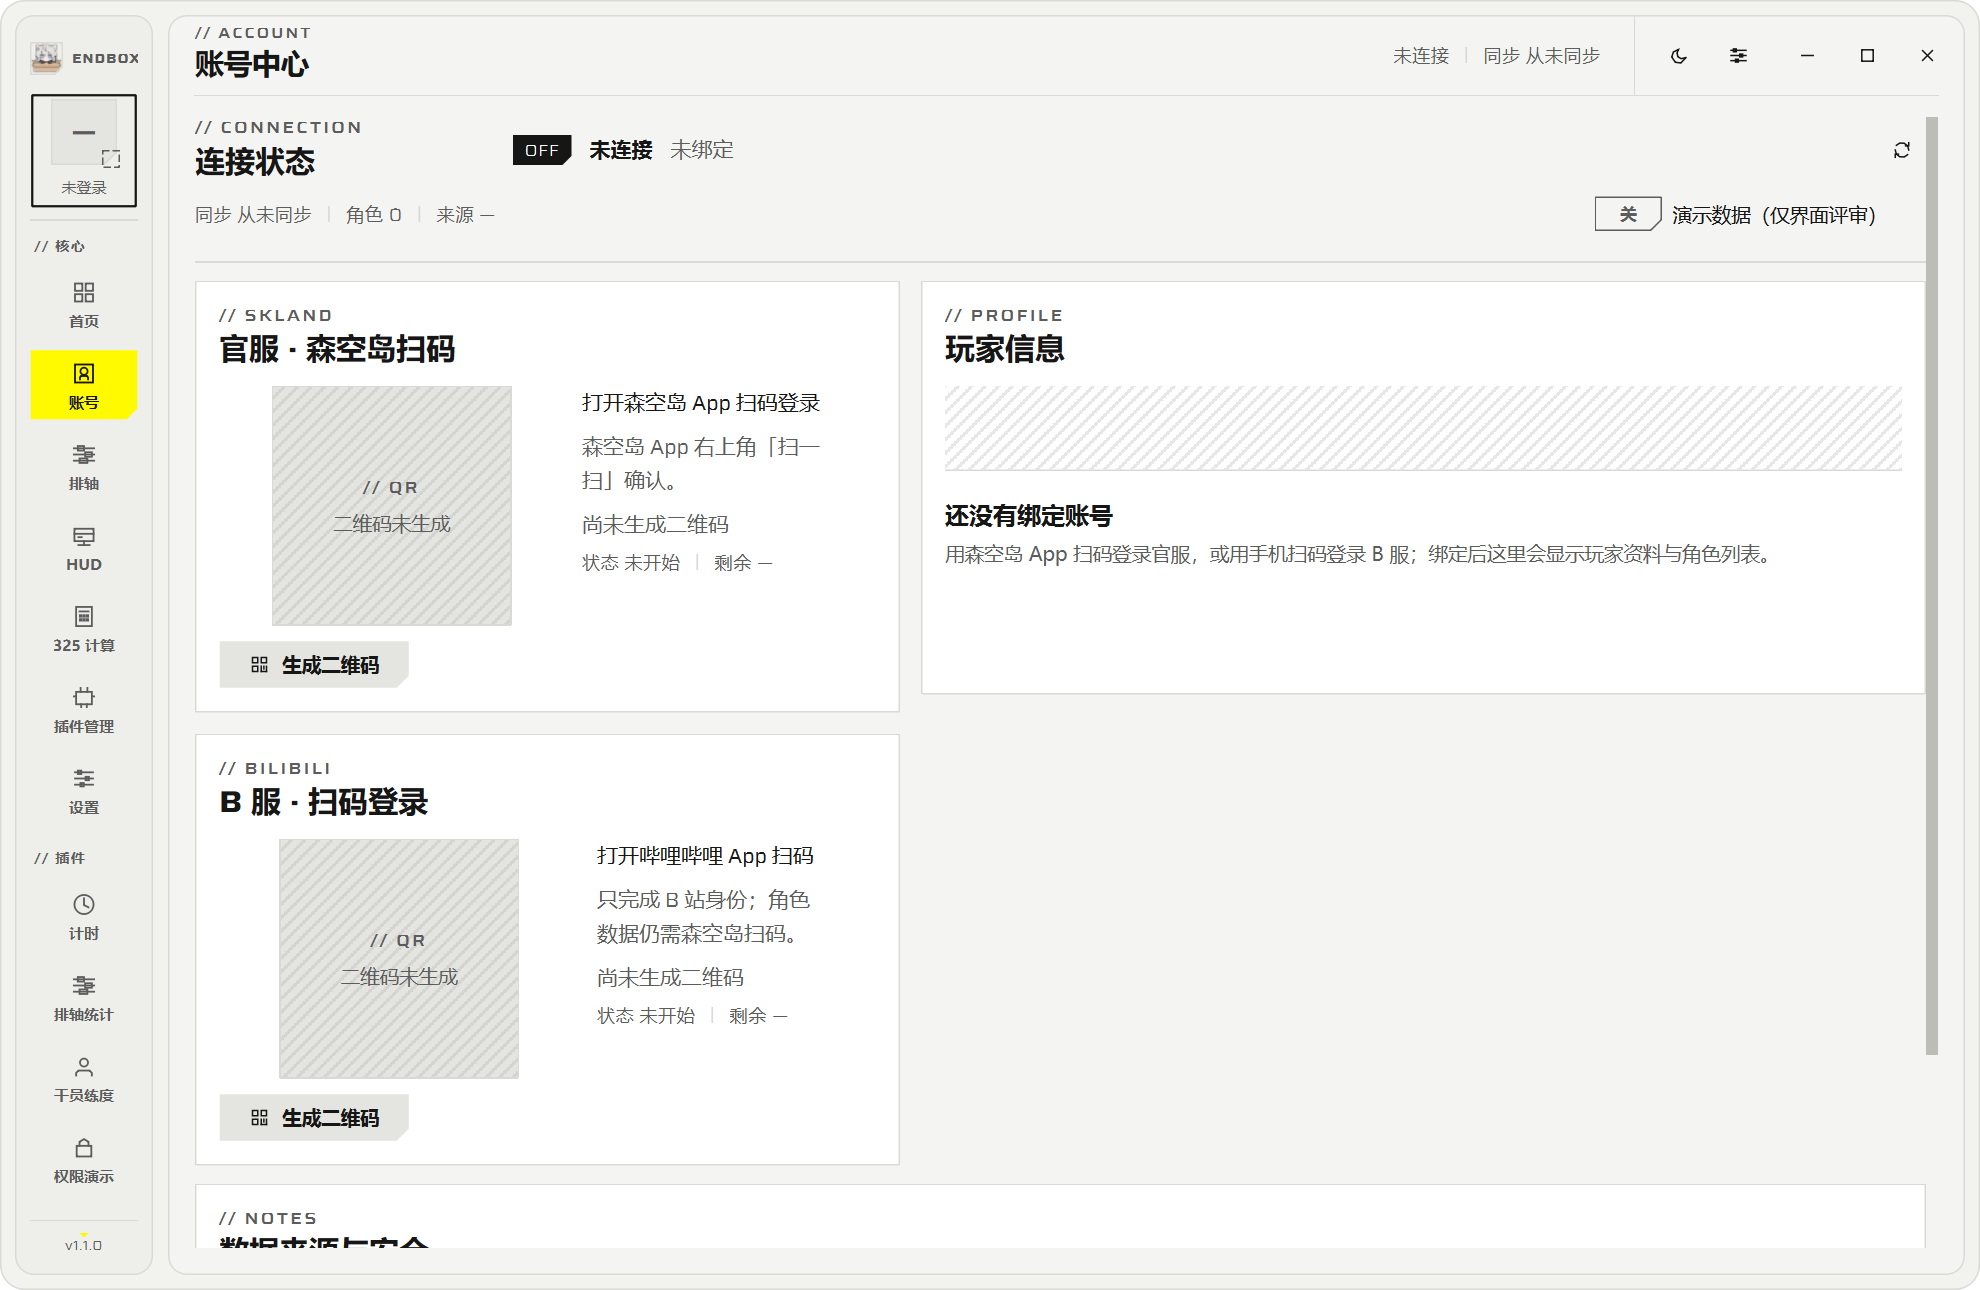 ENDBOX
未登录
// 核心
首页
账号
排轴
HUD
325 计算
插件管理
设置
// 插件
计时
排轴统计
干员练度
权限演示
v1.1.0
// ACCOUNT
账号中心
未连接
同步 从未同步
// CONNECTION
连接状态
OFF
未连接 未绑定
同步 从未同步
角色 0
来源 —
关
演示数据（仅界面评审）
// SKLAND
官服 · 森空岛扫码
// QR
二维码未生成
打开森空岛 App 扫码登录
森空岛 App 右上角「扫一
扫」确认。
尚未生成二维码
状态 未开始
剩余 —
生成二维码
// PROFILE
玩家信息
还没有绑定账号
用森空岛 App 扫码登录官服，或用手机扫码登录 B 服；绑定后这里会显示玩家资料与角色列表。
// BILIBILI
B 服 · 扫码登录
// QR
二维码未生成
打开哔哩哔哩 App 扫码
只完成 B 站身份；角色
数据仍需森空岛扫码。
尚未生成二维码
状态 未开始
剩余 —
生成二维码
// NOTES
数据来源与安全